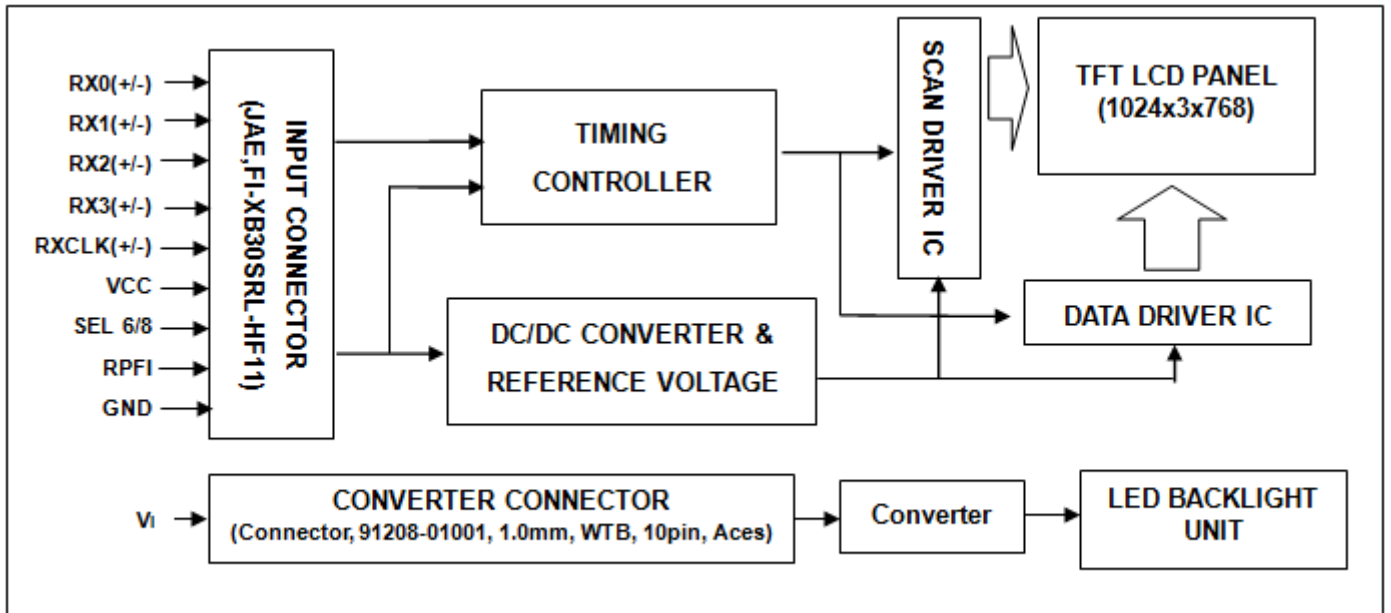 RX0(+/-)
RX1(+/-)
RX2(+/-)
RX3(+/-)
RXCLK(+/-)
VCC
SEL 6/8
RPFI
GND
INPUT CONNECTOR
(JAE,FI-XB30SRL-HF11)
TIMING
CONTROLLER
DC/DC CONVERTER &
REFERENCE VOLTAGE
SCAN DRIVER IC
TFT LCD PANEL
(1024x3x768)
DATA DRIVER IC
VI
CONVERTER CONNECTOR
(Connector, 91208-01001, 1.0mm, WTB, 10pin, Aces)
Converter
LED BACKLIGHT
UNIT